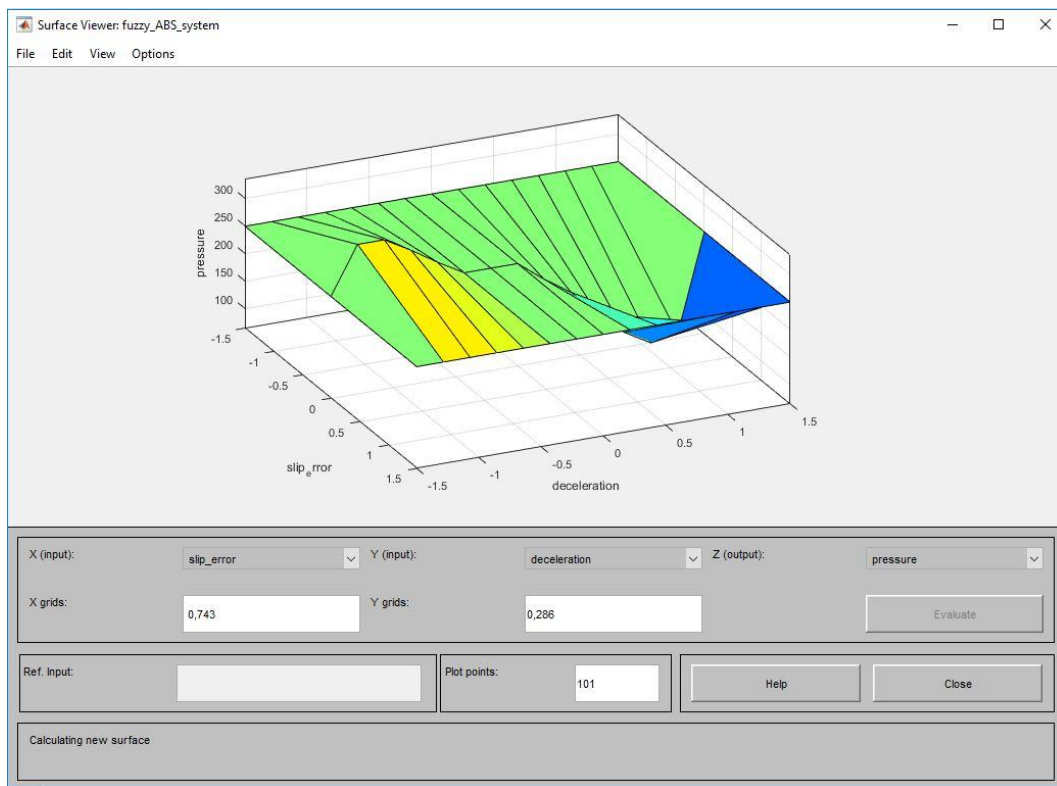 Surface Viewer: fuzzy_ABS_system
File Edit View Options
300
250
200
150
100
pressure
-1.5
-1
-0.5
0
0.5
1
1.5
slip_error
-1.5
-1
-0.5
0
0.5
1
1.5
deceleration
X (input): slip_error Y (input): deceleration Z (output): pressure
X grids: 0,743 Y grids: 0,286 Evaluate
Ref. Input: Plot points: 101 Help Close
Calculating new surface